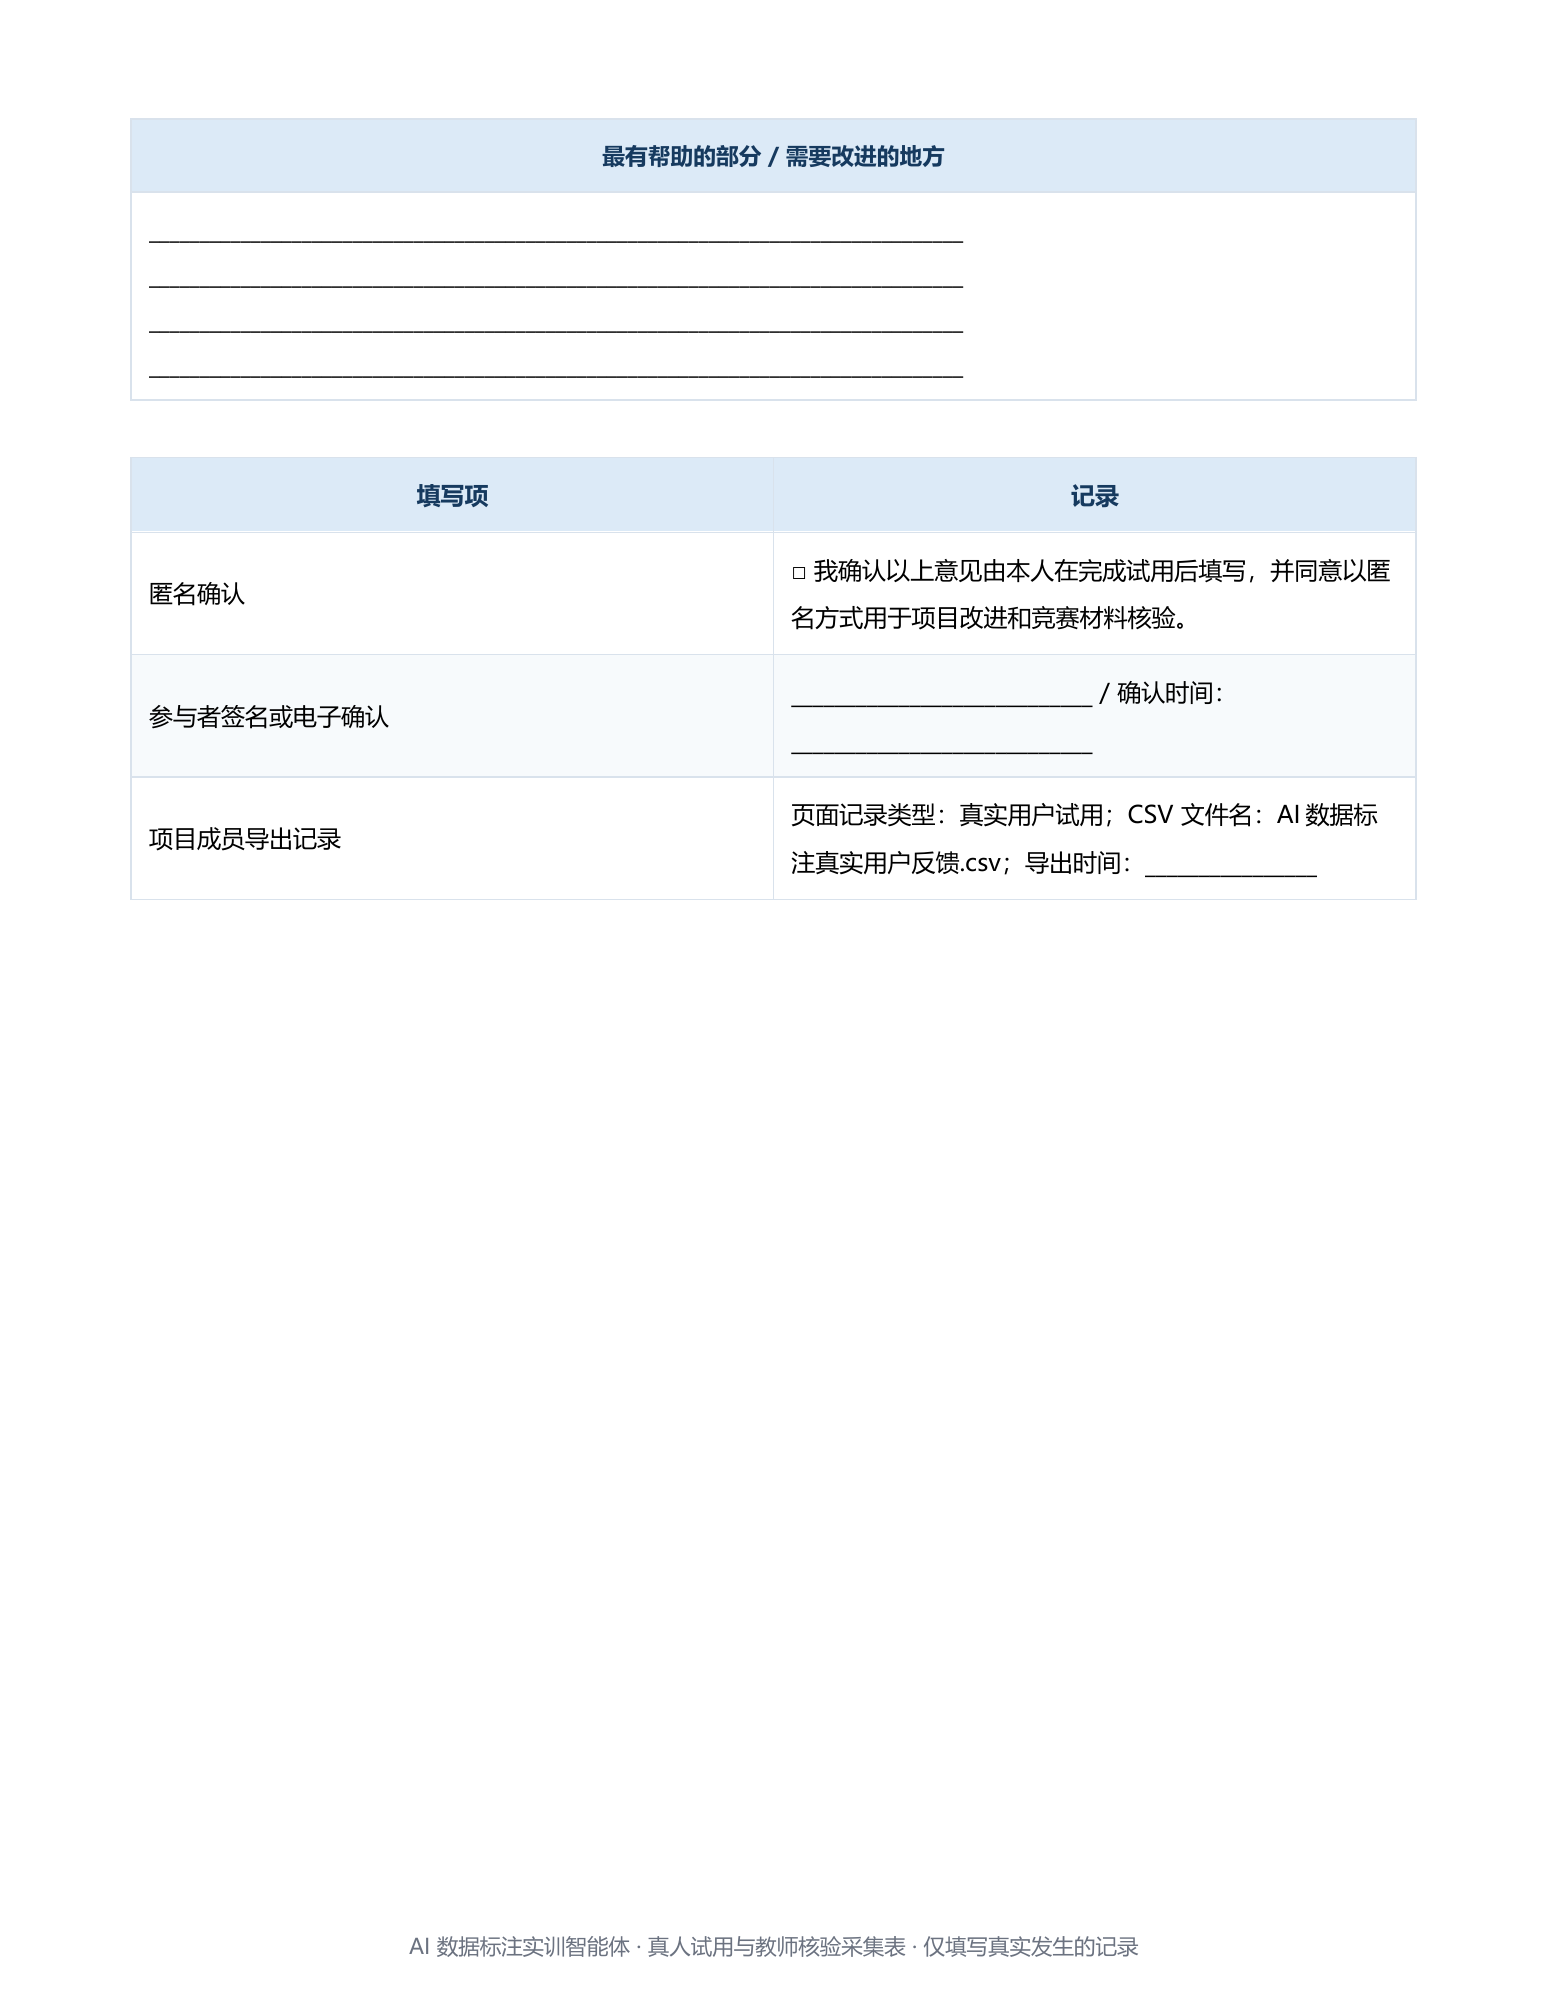 最有帮助的部分 / 需要改进的地方
________________________________________________________________________
________________________________________________________________________
________________________________________________________________________
________________________________________________________________________
填写项
记录
匿名确认
□ 我确认以上意见由本人在完成试用后填写，并同意以匿
名方式用于项目改进和竞赛材料核验。
参与者签名或电子确认
____________________________ / 确认时间：
____________________________
项目成员导出记录
页面记录类型：真实用户试用；CSV 文件名：AI 数据标
注真实用户反馈.csv；导出时间：________________
AI 数据标注实训智能体 · 真人试用与教师核验采集表 · 仅填写真实发生的记录